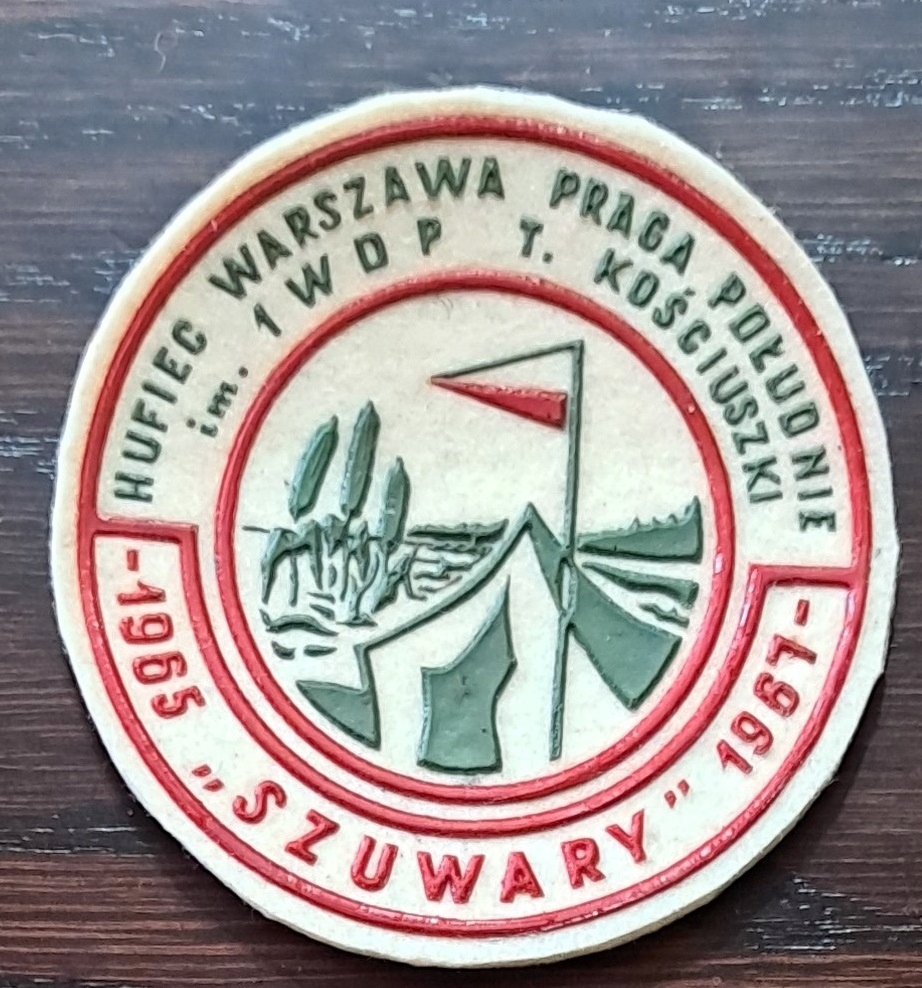 HUFIEC WARSZAWA PRAGA POŁUDNIE
im. 1 WDP T. KOŚCIUSZKI
-1965 „SZUWARY” 1967-